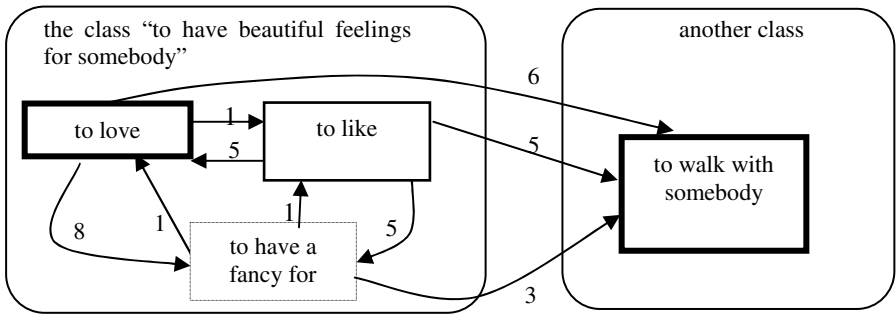 the class “to have beautiful feelings
for somebody”
another class
6
to love
1
to like
5
5
to walk with
somebody
8
1
1
5
to have a
fancy for
3